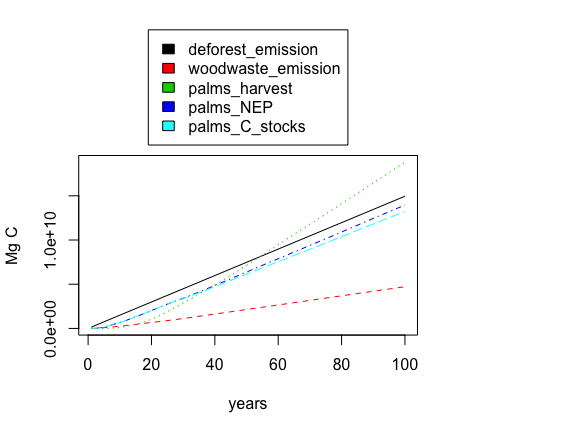 deforest_emission
woodwaste_emission
palms_harvest
palms_NEP
palms_C_stocks
Mg C
0.0e+00
1.0e+10
0 20 40 60 80 100
years